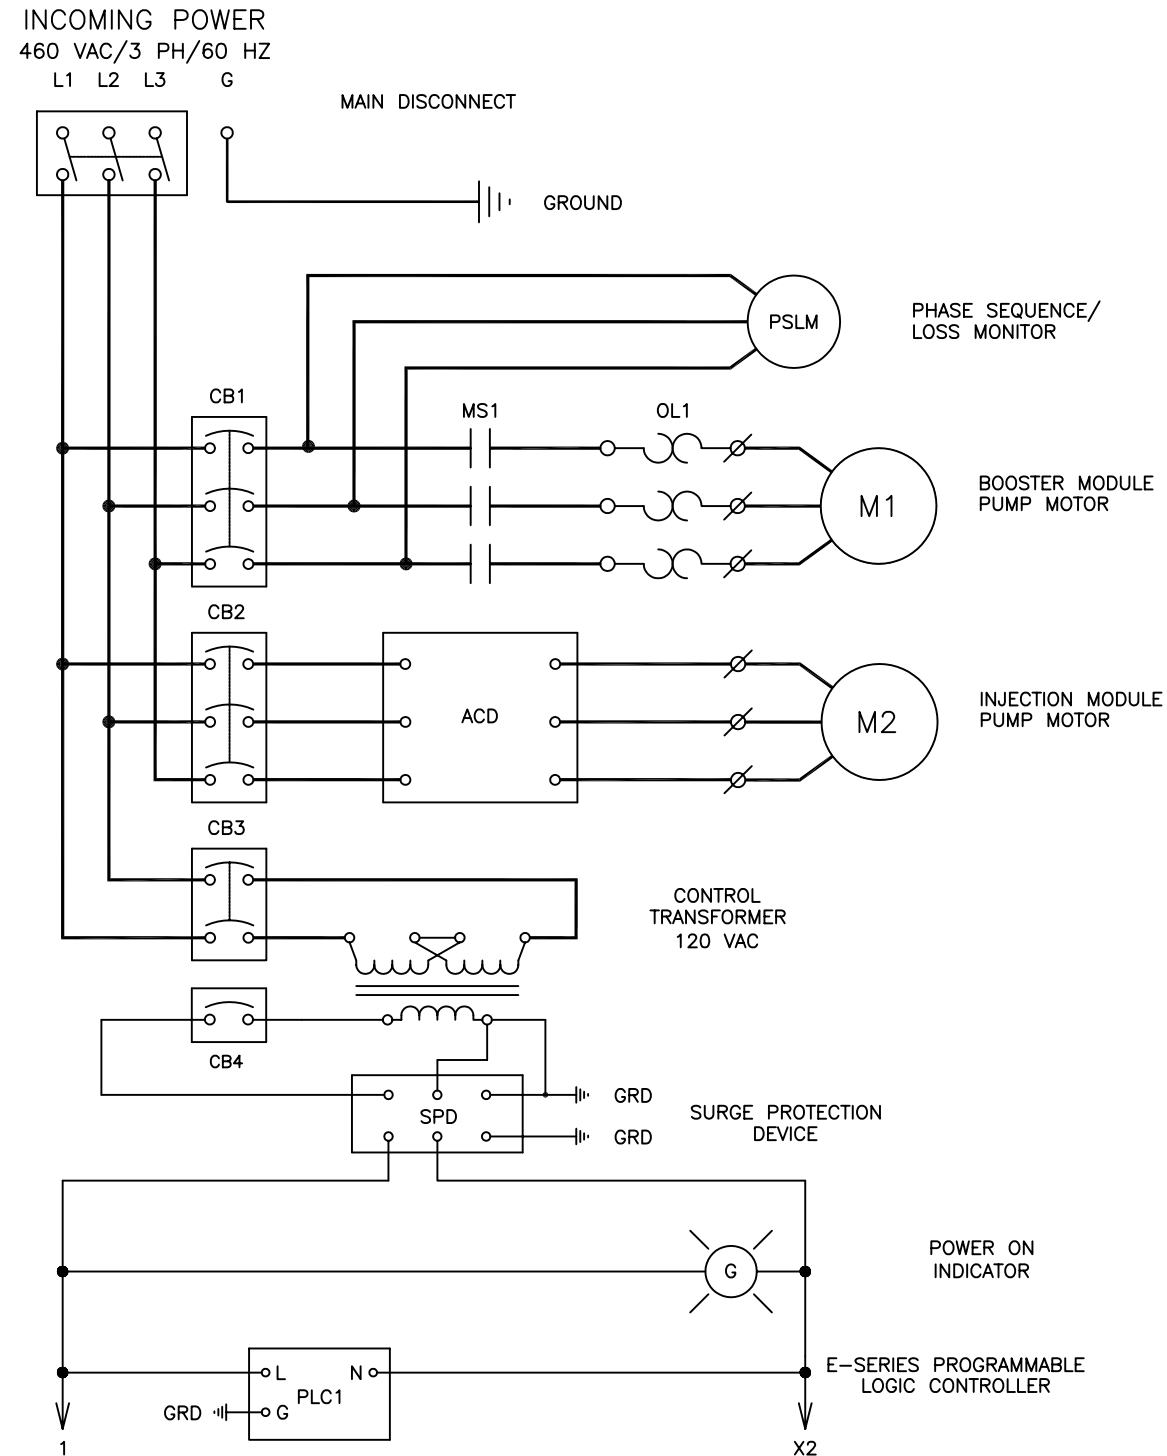 INCOMING POWER
460 VAC/3 PH/60 HZ
L1 L2 L3 G
MAIN DISCONNECT
GROUND
PSLM
PHASE SEQUENCE/
LOSS MONITOR
CB1
MS1
OL1
M1
BOOSTER MODULE
PUMP MOTOR
CB2
ACD
M2
INJECTION MODULE
PUMP MOTOR
CB3
CONTROL
TRANSFORMER
120 VAC
CB4
SPD
GRD
GRD
SURGE PROTECTION
DEVICE
G
POWER ON
INDICATOR
L
N
PLC1
GRD
G
E-SERIES PROGRAMMABLE
LOGIC CONTROLLER
1
X2